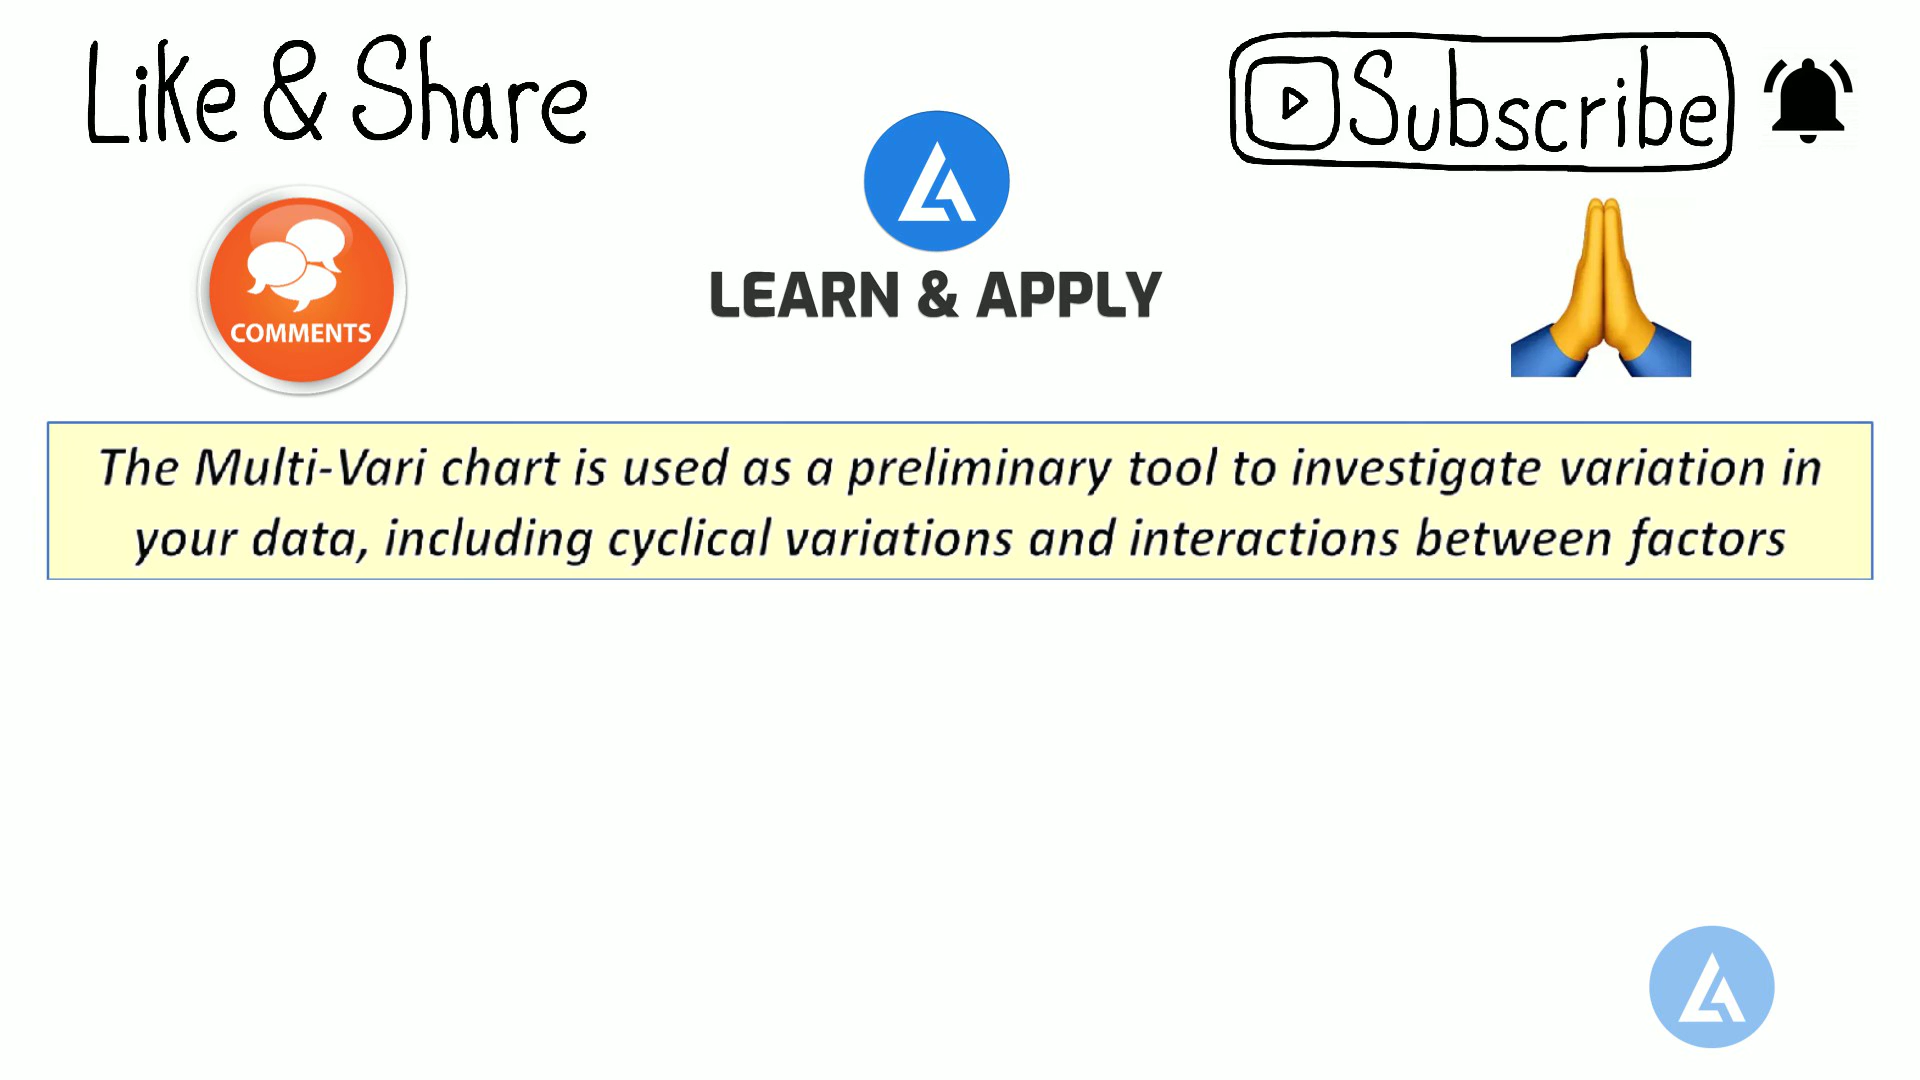 Like & Share
Subscribe
COMMENTS
LEARN & APPLY
The Multi-Vari chart is used as a preliminary tool to investigate variation in
your data, including cyclical variations and interactions between factors